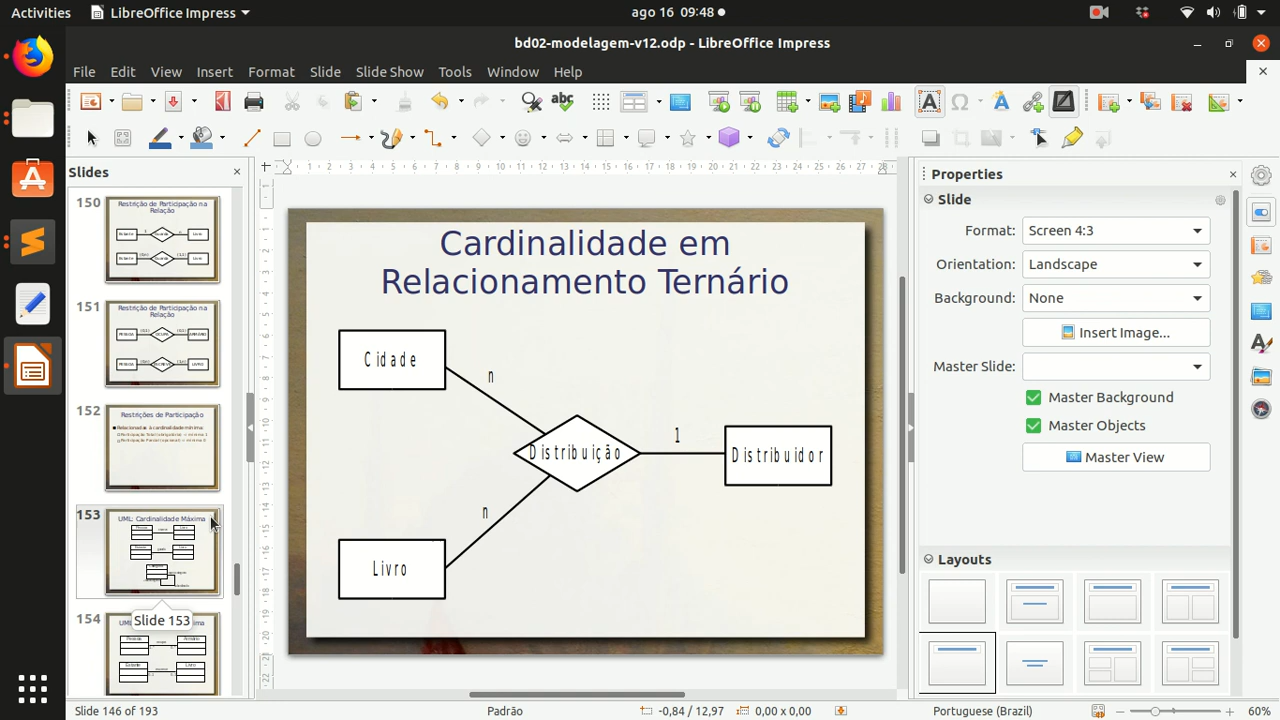 Activities
LibreOffice Impress
ago 16 09:48
bd02-modelagem-v12.odp - LibreOffice Impress
File Edit View Insert Format Slide Slide Show Tools Window Help
Slides
150
Restrição de Participação na
Relação
151
Restrição de Participação na
Relação
152
Restrições de Participação
153
UML: Cardinalidade Máxima
Slide 153
154
Cardinalidade em
Relacionamento Ternário
Cidade
n
Distribuição
1
Distribuidor
n
Livro
Properties
Slide
Format: Screen 4:3
Orientation: Landscape
Background: None
Insert Image...
Master Slide:
Master Background
Master Objects
Master View
Layouts
Slide 146 of 193
Padrão
-0,84 / 12,97
0,00 x 0,00
Portuguese (Brazil)
60%